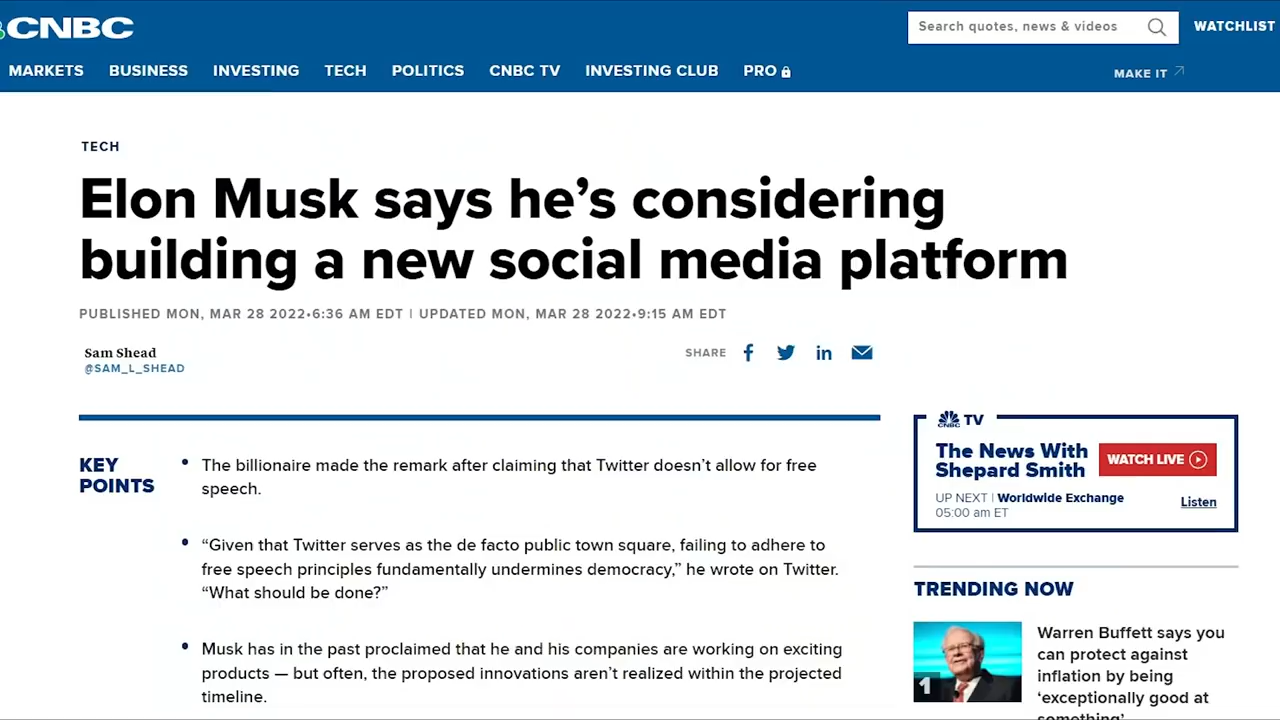 CNBC
Search quotes, news & videos
WATCHLIST
MARKETS BUSINESS INVESTING TECH POLITICS CNBC TV INVESTING CLUB PRO
MAKE IT
TECH
Elon Musk says he’s considering
building a new social media platform
PUBLISHED MON, MAR 28 2022•6:36 AM EDT | UPDATED MON, MAR 28 2022•9:15 AM EDT
Sam Shead
@SAM_L_SHEAD
SHARE
KEY
POINTS
• The billionaire made the remark after claiming that Twitter doesn’t allow for free
speech.
• “Given that Twitter serves as the de facto public town square, failing to adhere to
free speech principles fundamentally undermines democracy,” he wrote on Twitter.
“What should be done?”
• Musk has in the past proclaimed that he and his companies are working on exciting
products — but often, the proposed innovations aren’t realized within the projected
timeline.
CNBC TV
The News With
Shepard Smith
WATCH LIVE
UP NEXT | Worldwide Exchange
05:00 am ET
Listen
TRENDING NOW
1
Warren Buffett says you
can protect against
inflation by being
‘exceptionally good at
something’